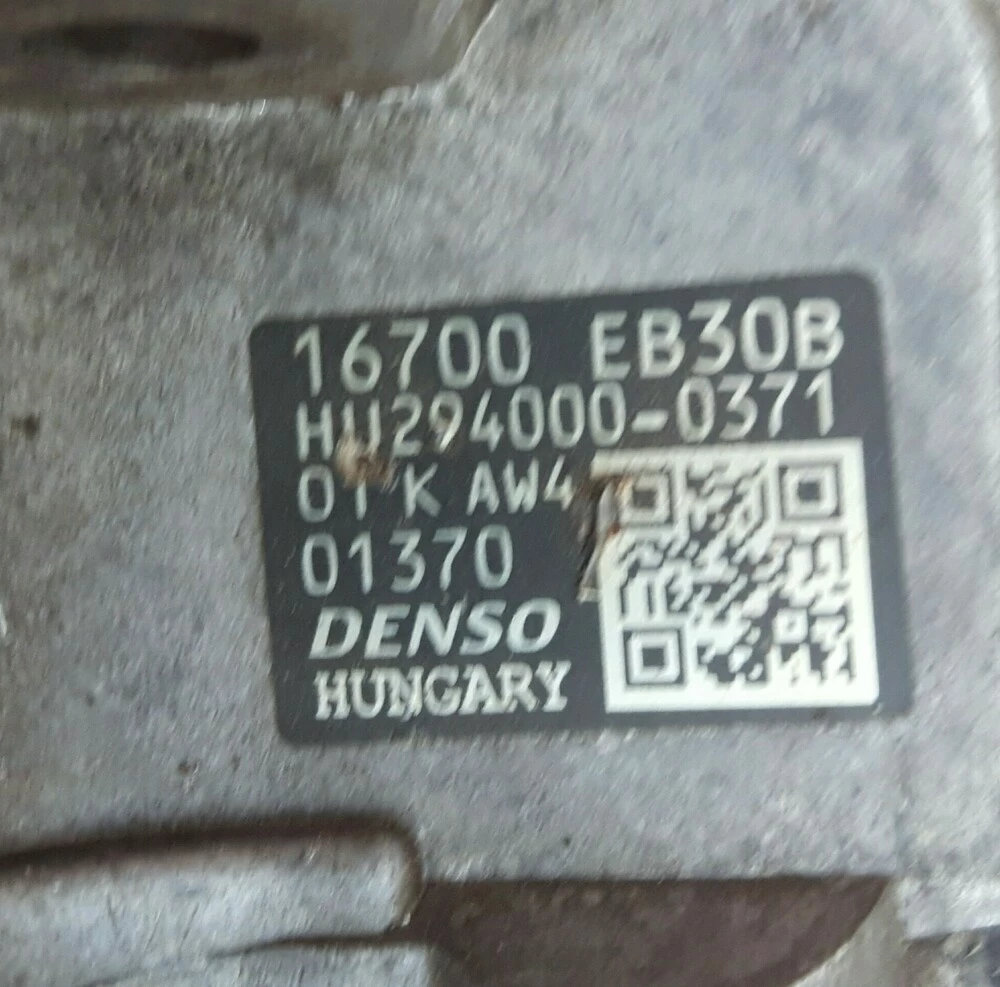 16700 EB30B
HU294000-0371
01 K AW4
01370
DENSO
HUNGARY